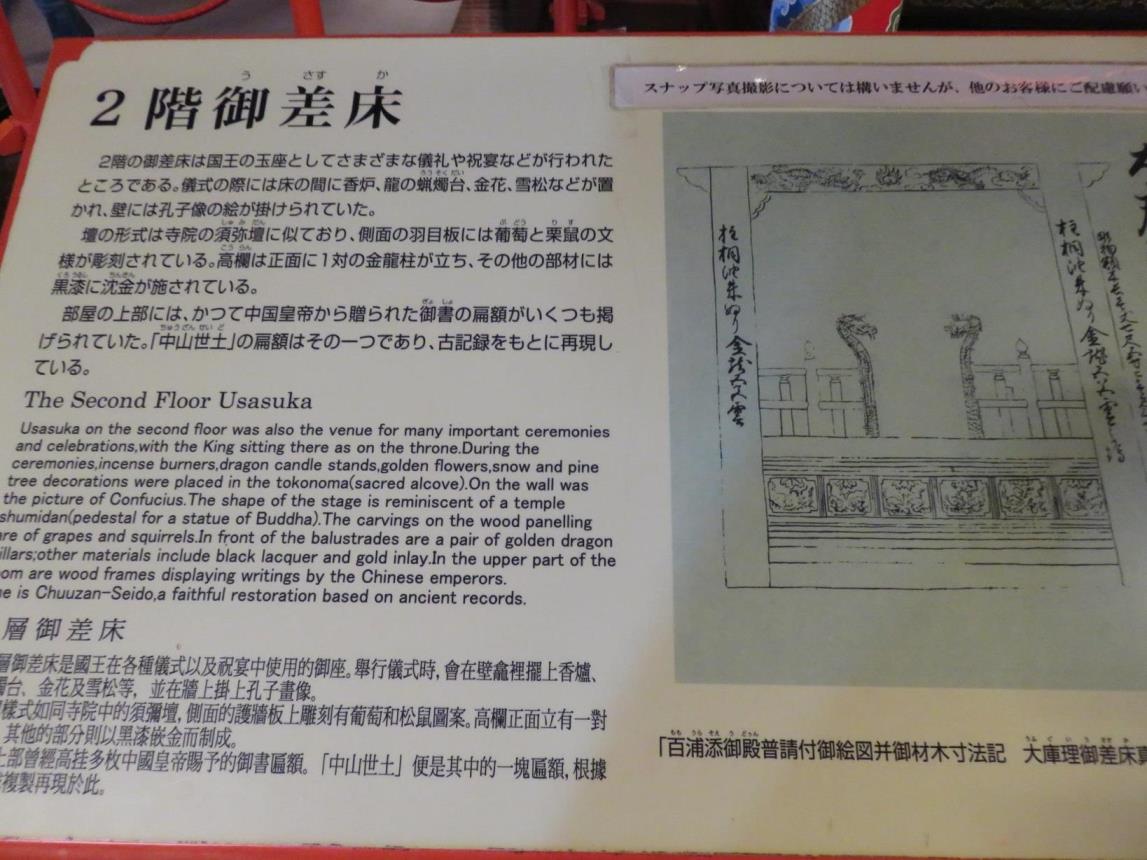 2階御差床
うさすか
2階の御差床は国王の玉座としてさまざまな儀礼や祝宴などが行われた
ところである。儀式の際には床の間に香炉、龍の蝋燭台、金花、雪松などが置
かれ、壁には孔子像の絵が掛けられていた。
壇の形式は寺院の須弥壇に似ており、側面の羽目板には葡萄と栗鼠の文
様が彫刻されている。高欄は正面に1対の金龍柱が立ち、その他の部材には
黒漆に沈金が施されている。
部屋の上部には、かつて中国皇帝から贈られた御書の扁額がいくつも掲
げられていた。「中山世土」の扁額はその一つであり、古記録をもとに再現し
ている。
The Second Floor Usasuka
Usasuka on the second floor was also the venue for many important ceremonies
and celebrations,with the King sitting there as on the throne.During the
ceremonies,incense burners,dragon candle stands,golden flowers,snow and pine
tree decorations were placed in the tokonoma(sacred alcove).On the wall was
the picture of Confucius.The shape of the stage is reminiscent of a temple
shumidan(pedestal for a statue of Buddha).The carvings on the wood panelling
are of grapes and squirrels.In front of the balustrades are a pair of golden dragon
illars;other materials include black lacquer and gold inlay.In the upper part of the
oom are wood frames displaying writings by the Chinese emperors.
ne is Chuuzan-Seido,a faithful restoration based on ancient records.
層御差床
層御差床是國王在各種儀式以及祝宴中使用的御座。舉行儀式時,會在壁龕裡擺上香爐、
燭台、金花及雪松等，並在牆上掛上孔子畫像。
樣式如同寺院中的須彌壇,側面的護牆板上雕刻有葡萄和松鼠圖案。高欄正面立有一對
其他的部分則以黑漆嵌金而制成。
上部曾經高挂多枚中國皇帝賜予的御書匾額。「中山世土」便是其中的一塊匾額,根據
複製再現於此。
スナップ写真撮影については構いませんが、他のお客様にご配慮願い
「百浦添御殿普請付御絵図并御材木寸法記　大庫理御差床真